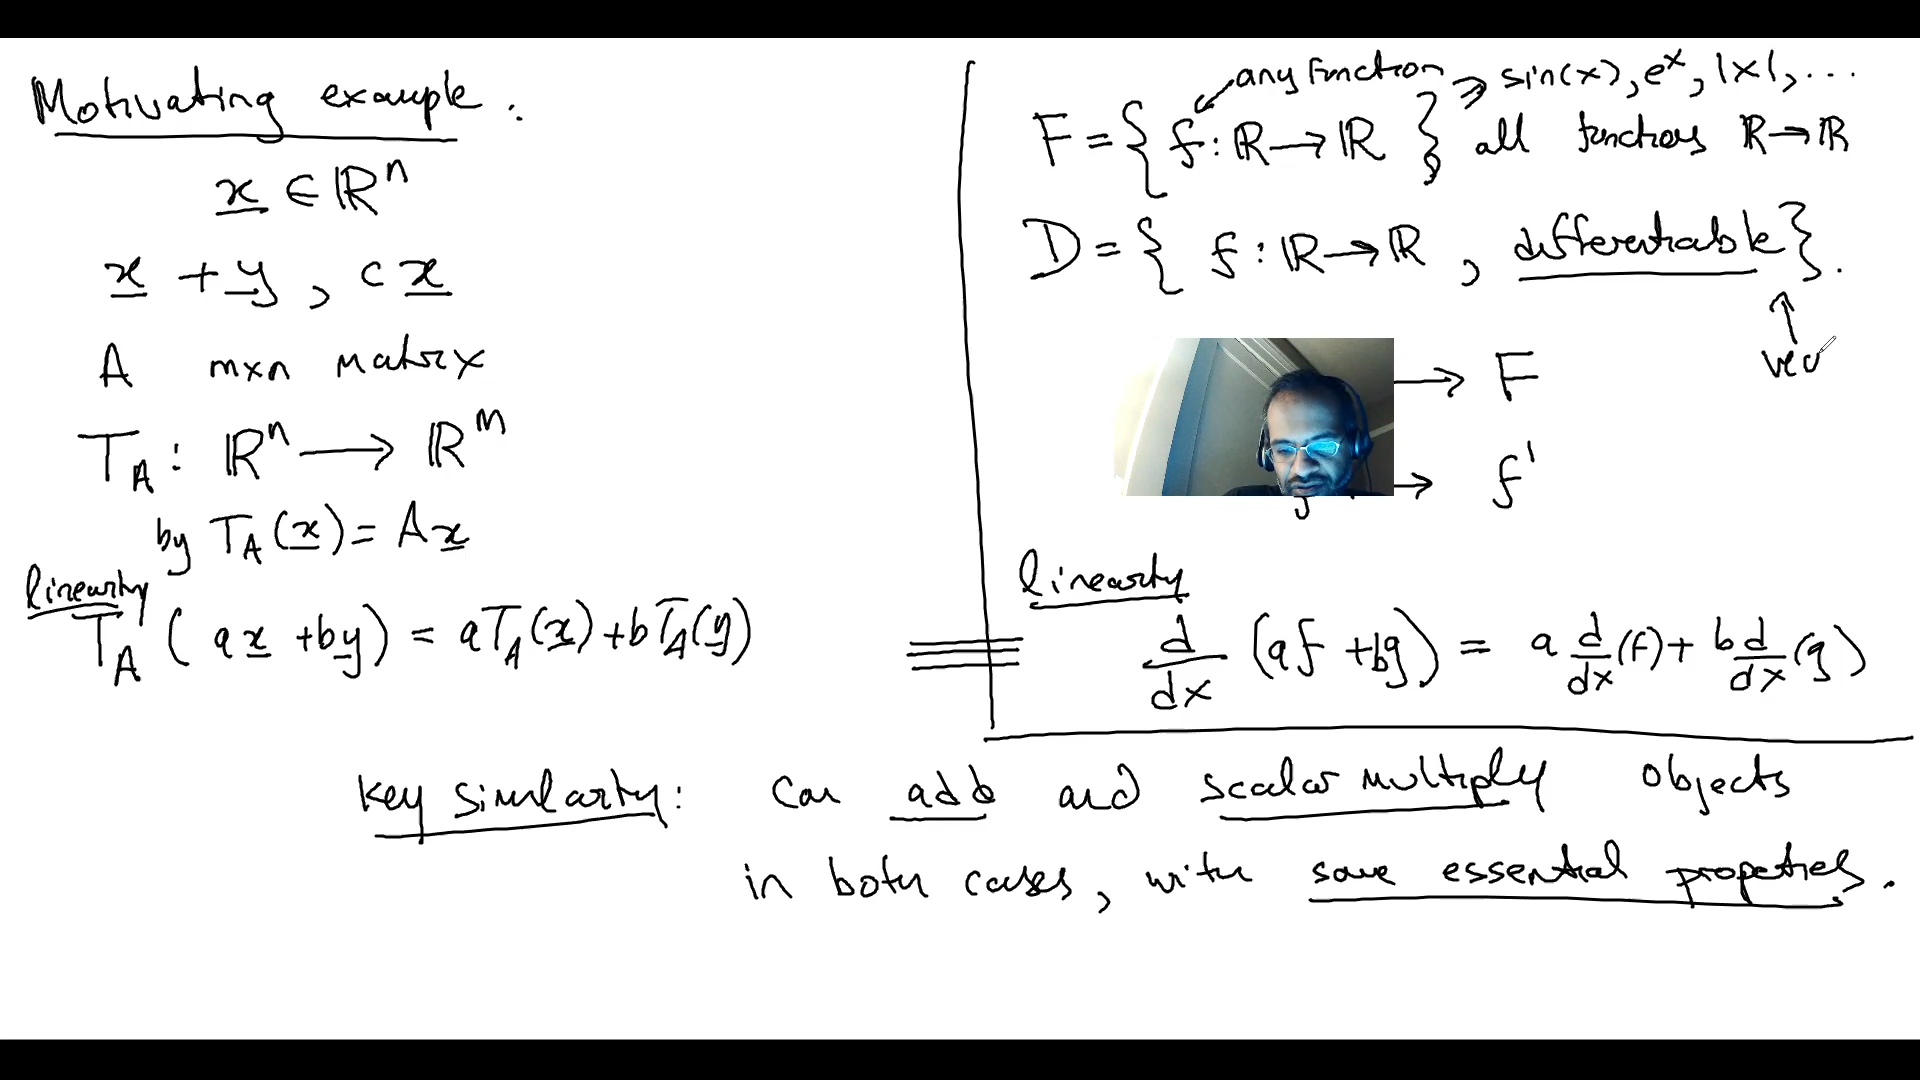 Motivating example.
x ∈ ℝⁿ
x + y, c x
A m×n matrix
T_A : ℝⁿ ⟶ ℝᵐ
by T_A(x) = A x
linearity
T_A (ax + by) = aT_A(x) + bT_A(y)
any function ⇒ sin(x), eˣ, |x|, ...
F = { f : ℝ ⟶ ℝ } all functions ℝ → ℝ
D = { f : ℝ ⟶ ℝ , differentiable }.
↑
vec
⟶ F
⟶ f'
linearity
≡ d/dx (af + bg) = a d/dx (f) + b d/dx (g)
Key similarity: can add and scalar multiply objects
in both cases, with same essential properties.